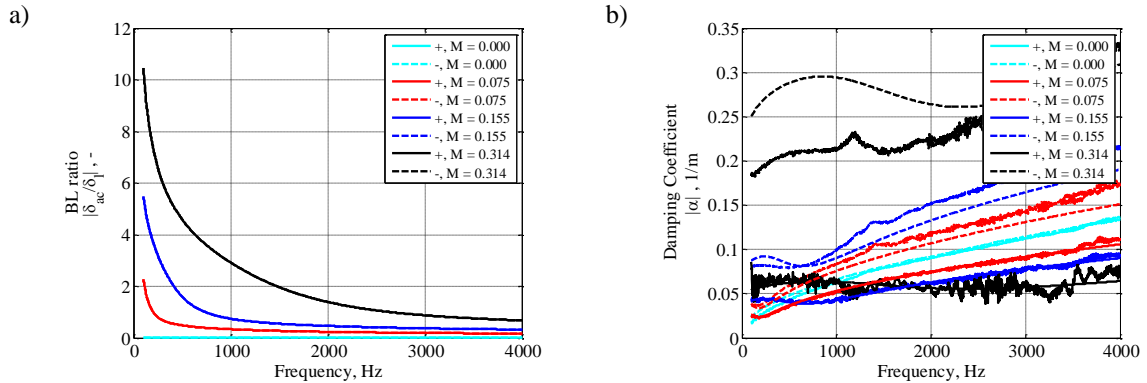 a)
12
10
8
6
4
2
0
0
1000
2000
3000
4000
BL ratio
|δac/δl|, -
Frequency, Hz
+, M = 0.000
-, M = 0.000
+, M = 0.075
-, M = 0.075
+, M = 0.155
-, M = 0.155
+, M = 0.314
-, M = 0.314
b)
0.35
0.3
0.25
0.2
0.15
0.1
0.05
0
0
1000
2000
3000
4000
Damping Coefficient
|α| , 1/m
Frequency, Hz
+, M = 0.000
-, M = 0.000
+, M = 0.075
-, M = 0.075
+, M = 0.155
-, M = 0.155
+, M = 0.314
-, M = 0.314